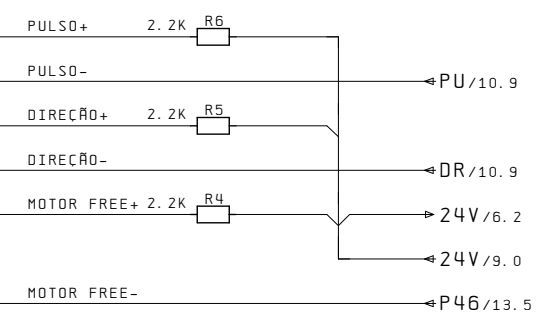 PULSO+ 2.2K R6
PULSO-
PU/10.9
DIREÇÃO+ 2.2K R5
DIREÇÃO-
DR/10.9
MOTOR FREE+ 2.2K R4
24V/6.2
24V/9.0
MOTOR FREE-
P46/13.5